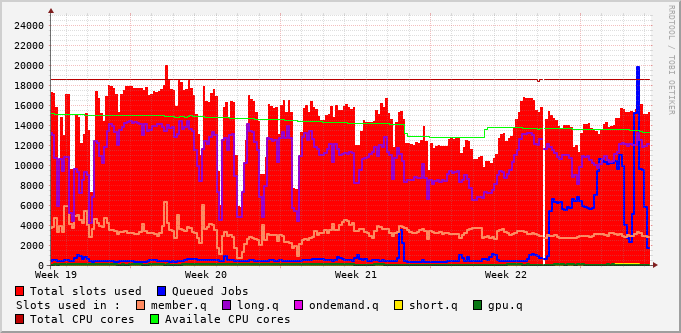 RRDTOOL / TOBI OETIKER
24000
22000
20000
18000
16000
14000
12000
10000
8000
6000
4000
2000
0
Week 19 Week 20 Week 21 Week 22
Total slots used Queued Jobs
Slots used in : member.q long.q ondemand.q short.q gpu.q
Total CPU cores Availale CPU cores